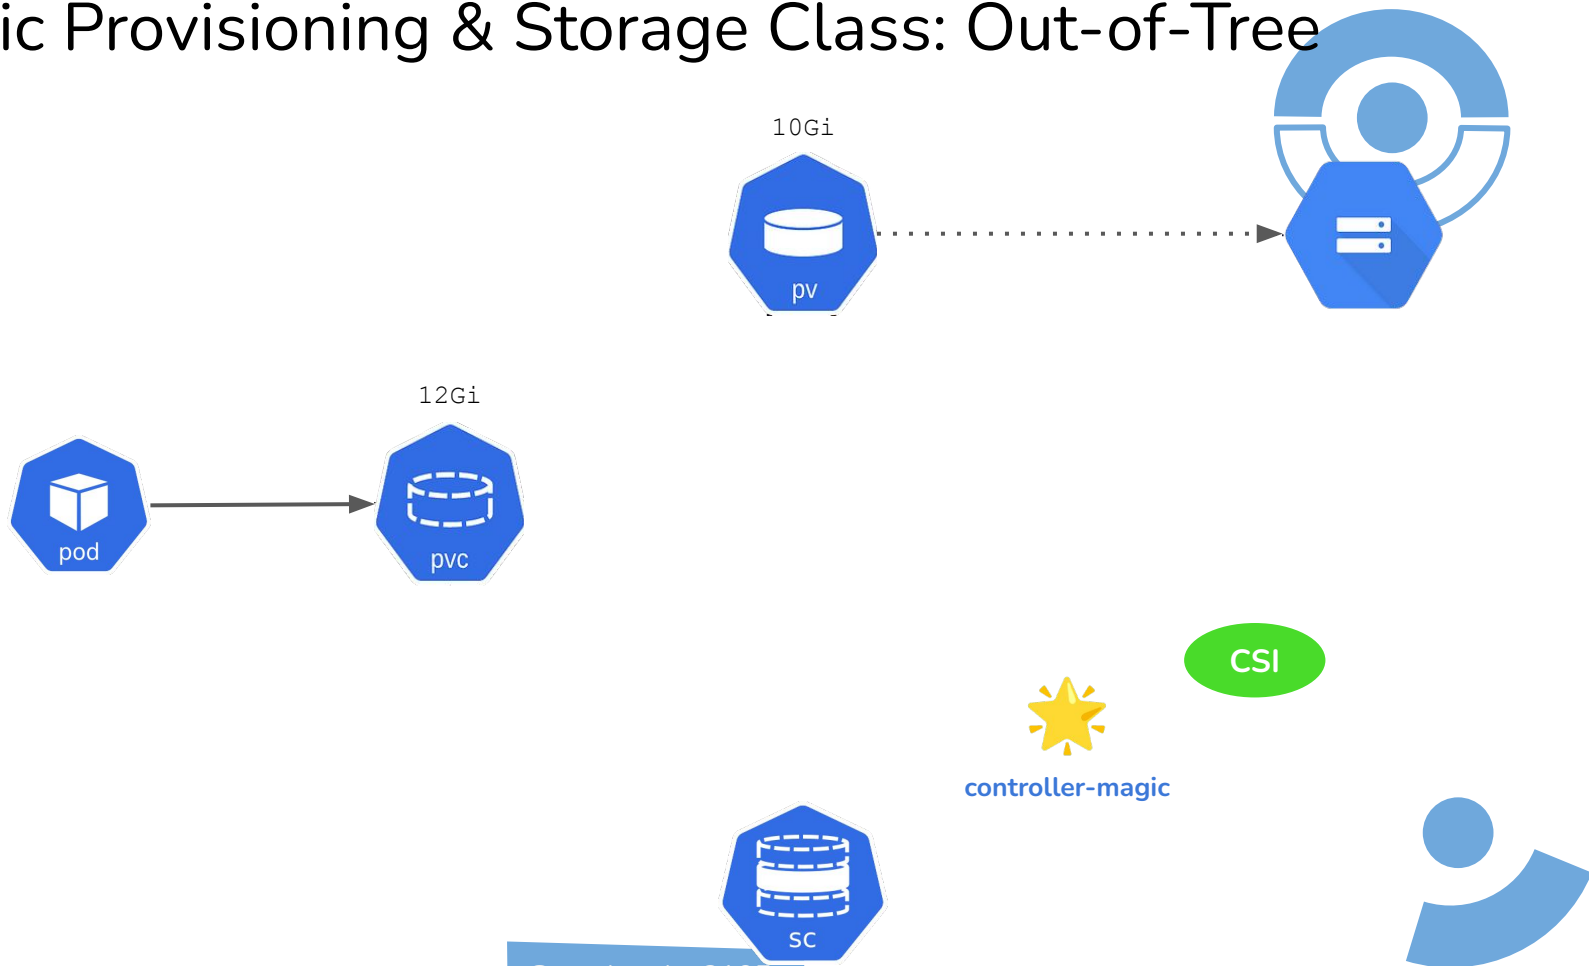 ic Provisioning & Storage Class: Out-of-Tree
10Gi
pv
12Gi
pod
pvc
CSI
controller-magic
sc